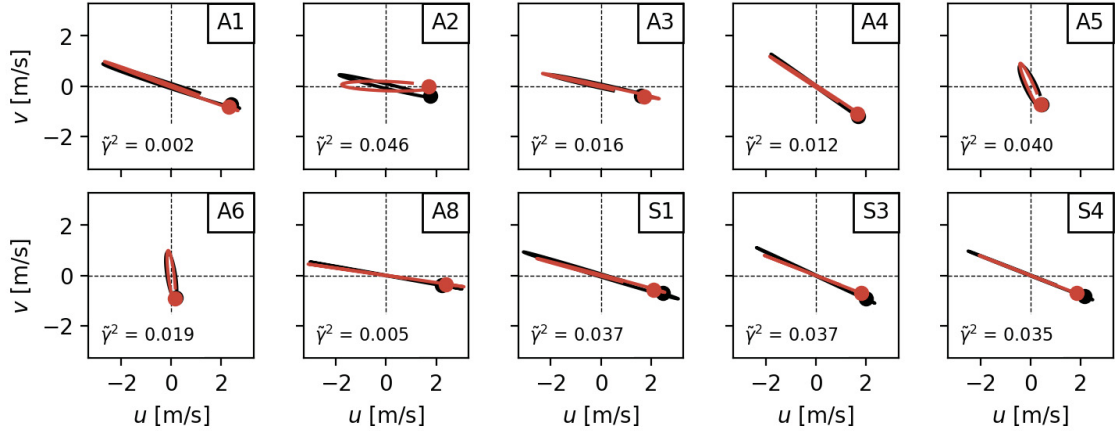 A1 A2 A3 A4 A5
2
0
−2
v [m/s]
γ̃² = 0.002 γ̃² = 0.046 γ̃² = 0.016 γ̃² = 0.012 γ̃² = 0.040
A6 A8 S1 S3 S4
2
0
−2
v [m/s]
γ̃² = 0.019 γ̃² = 0.005 γ̃² = 0.037 γ̃² = 0.037 γ̃² = 0.035
−2 0 2 −2 0 2 −2 0 2 −2 0 2 −2 0 2
u [m/s] u [m/s] u [m/s] u [m/s] u [m/s]